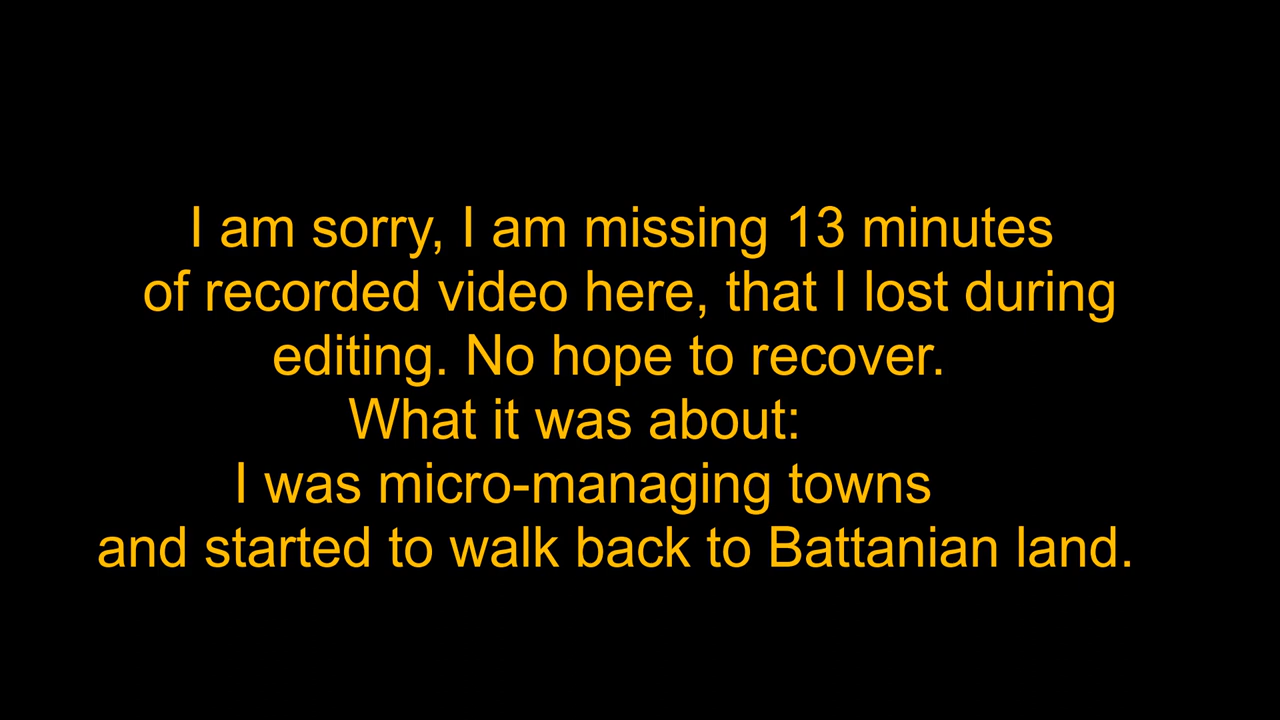 I am sorry, I am missing 13 minutes
of recorded video here, that I lost during
editing. No hope to recover.
What it was about:
I was micro-managing towns
and started to walk back to Battanian land.